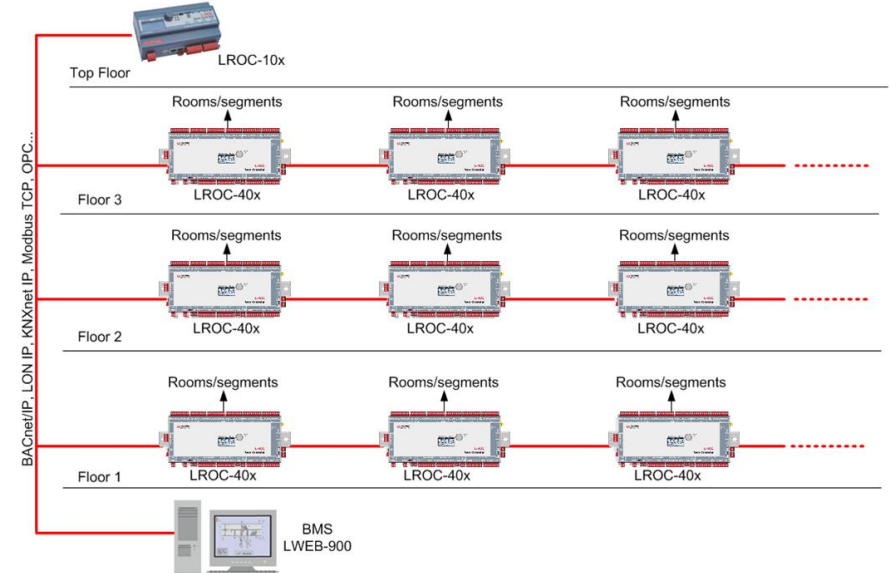 LROC-10x
Top Floor
Rooms/segments Rooms/segments Rooms/segments
LROC-40x LROC-40x LROC-40x
Floor 3
Rooms/segments Rooms/segments Rooms/segments
LROC-40x LROC-40x LROC-40x
Floor 2
Rooms/segments Rooms/segments Rooms/segments
LROC-40x LROC-40x LROC-40x
Floor 1
BACnet/IP, LON IP, KNXnet IP, Modbus TCP, OPC...
BMS
LWEB-900